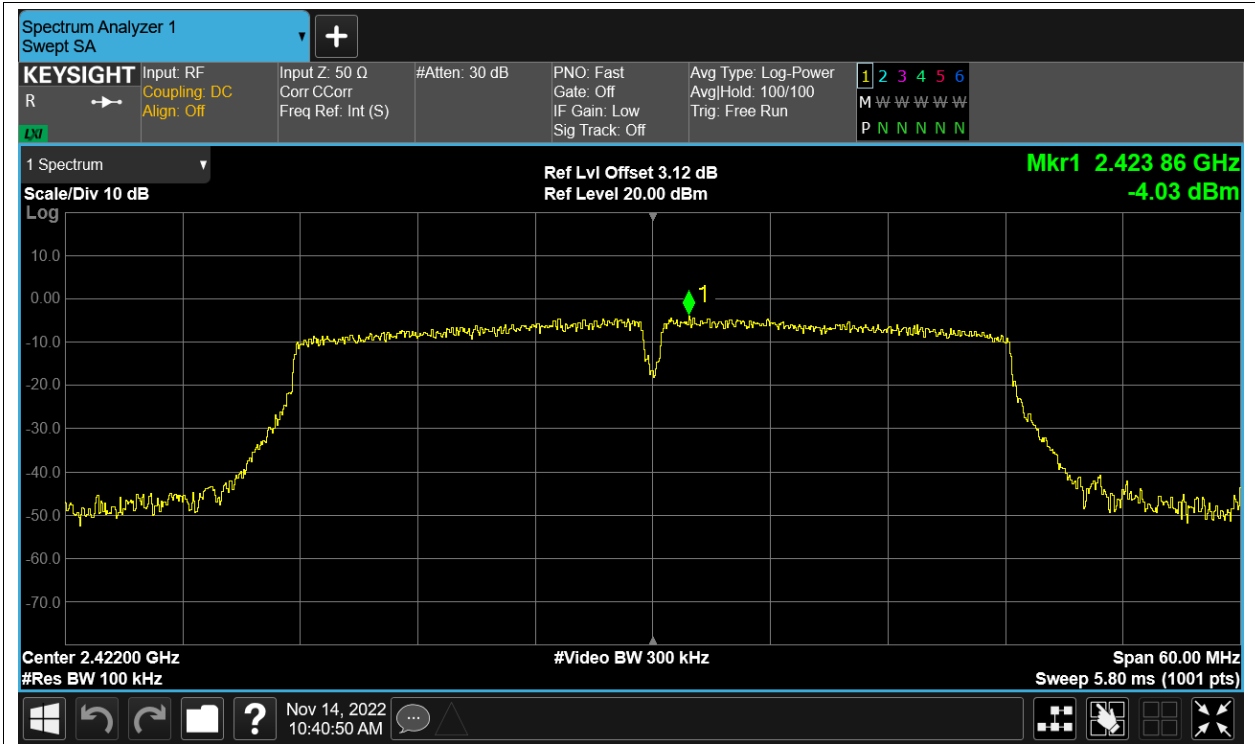 Spectrum Analyzer 1
Swept SA
KEYSIGHT
R
LXI
Input: RF
Coupling: DC
Align: Off
Input Z: 50 Ω
Corr CCorr
Freq Ref: Int (S)
#Atten: 30 dB
PNO: Fast
Gate: Off
IF Gain: Low
Sig Track: Off
Avg Type: Log-Power
Avg|Hold: 100/100
Trig: Free Run
1 2 3 4 5 6
M W W W W W
P N N N N N
1 Spectrum
Scale/Div 10 dB
Log
Ref Lvl Offset 3.12 dB
Ref Level 20.00 dBm
Mkr1 2.423 86 GHz
-4.03 dBm
1
10.0
0.00
-10.0
-20.0
-30.0
-40.0
-50.0
-60.0
-70.0
Center 2.42200 GHz
#Res BW 100 kHz
#Video BW 300 kHz
Span 60.00 MHz
Sweep 5.80 ms (1001 pts)
?
Nov 14, 2022
10:40:50 AM